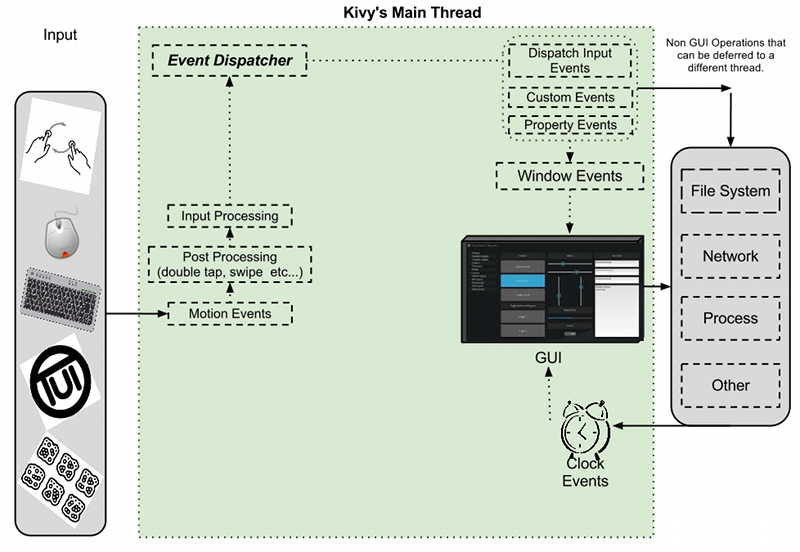 Kivy's Main Thread
Input
Event Dispatcher
Dispatch Input
Events
Custom Events
Property Events
Non GUI Operations that
can be deferred to a
different thread.
Window Events
File System
Network
Process
Other
Input Processing
Post Processing
(double tap, swipe etc...)
Motion Events
GUI
TUI
Clock
Events